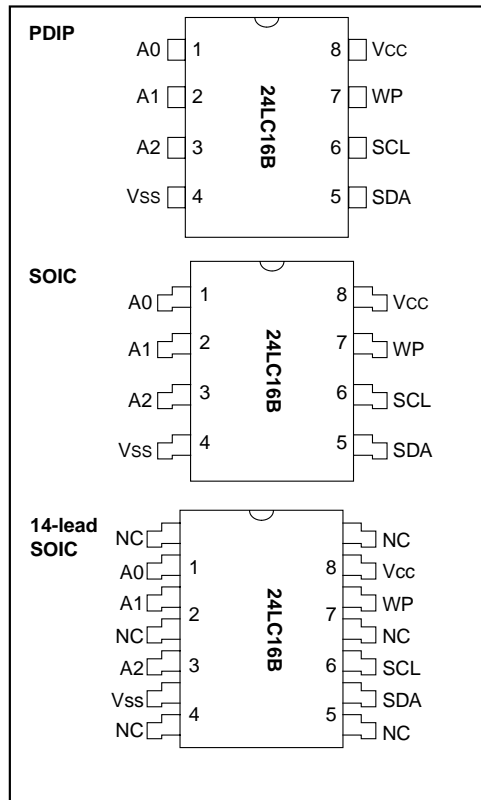 PDIP
A0 1 8 VCC
A1 2 7 WP
A2 3 6 SCL
VSS 4 5 SDA
24LC16B
SOIC
A0 1 8 VCC
A1 2 7 WP
A2 3 6 SCL
VSS 4 5 SDA
24LC16B
14-lead
SOIC
NC NC
A0 1 8 Vcc
A1 WP
2 7
NC NC
A2 3 6 SCL
Vss SDA
4 5
NC NC
24LC16B